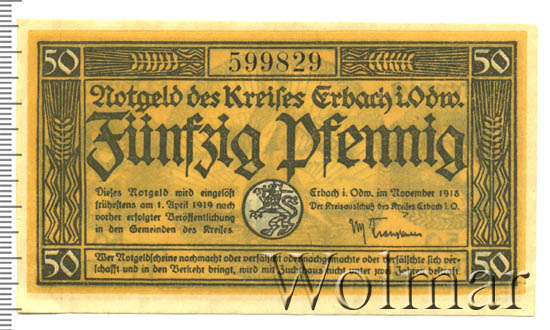 50 599829 50
Notgeld des Kreises Erbach i. Odw.
Fünfzig Pfennig
Dieses Notgeld wird eingelöst
frühstens am 1. April 1919 nach
vorher erfolgter Veröffentlichung
in den Gemeinden des Kreises.
Erbach i. Odw. im November 1918
Der Kreisausschuß des Kreises Erbach i. O.
Wer Notgeldscheine nachmacht oder verfälscht oder nachgemachte oder verfälschte sich ver-
schafft und in den Verkehr bringt, wird mit Zuchthaus nicht unter zwei Jahren bestraft.
50 50
Wolmar